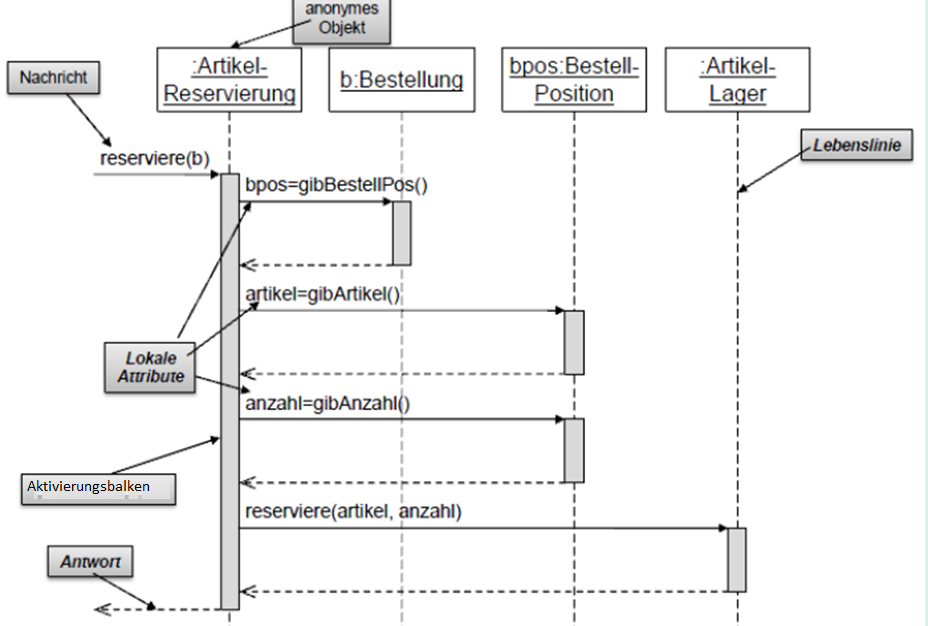 anonymes
Objekt
:Artikel-
Reservierung
b:Bestellung
bpos:Bestell-
Position
:Artikel-
Lager
Nachricht
Lebenslinie
reserviere(b)
bpos=gibBestellPos()
artikel=gibArtikel()
Lokale
Attribute
anzahl=gibAnzahl()
Aktivierungsbalken
reserviere(artikel, anzahl)
Antwort